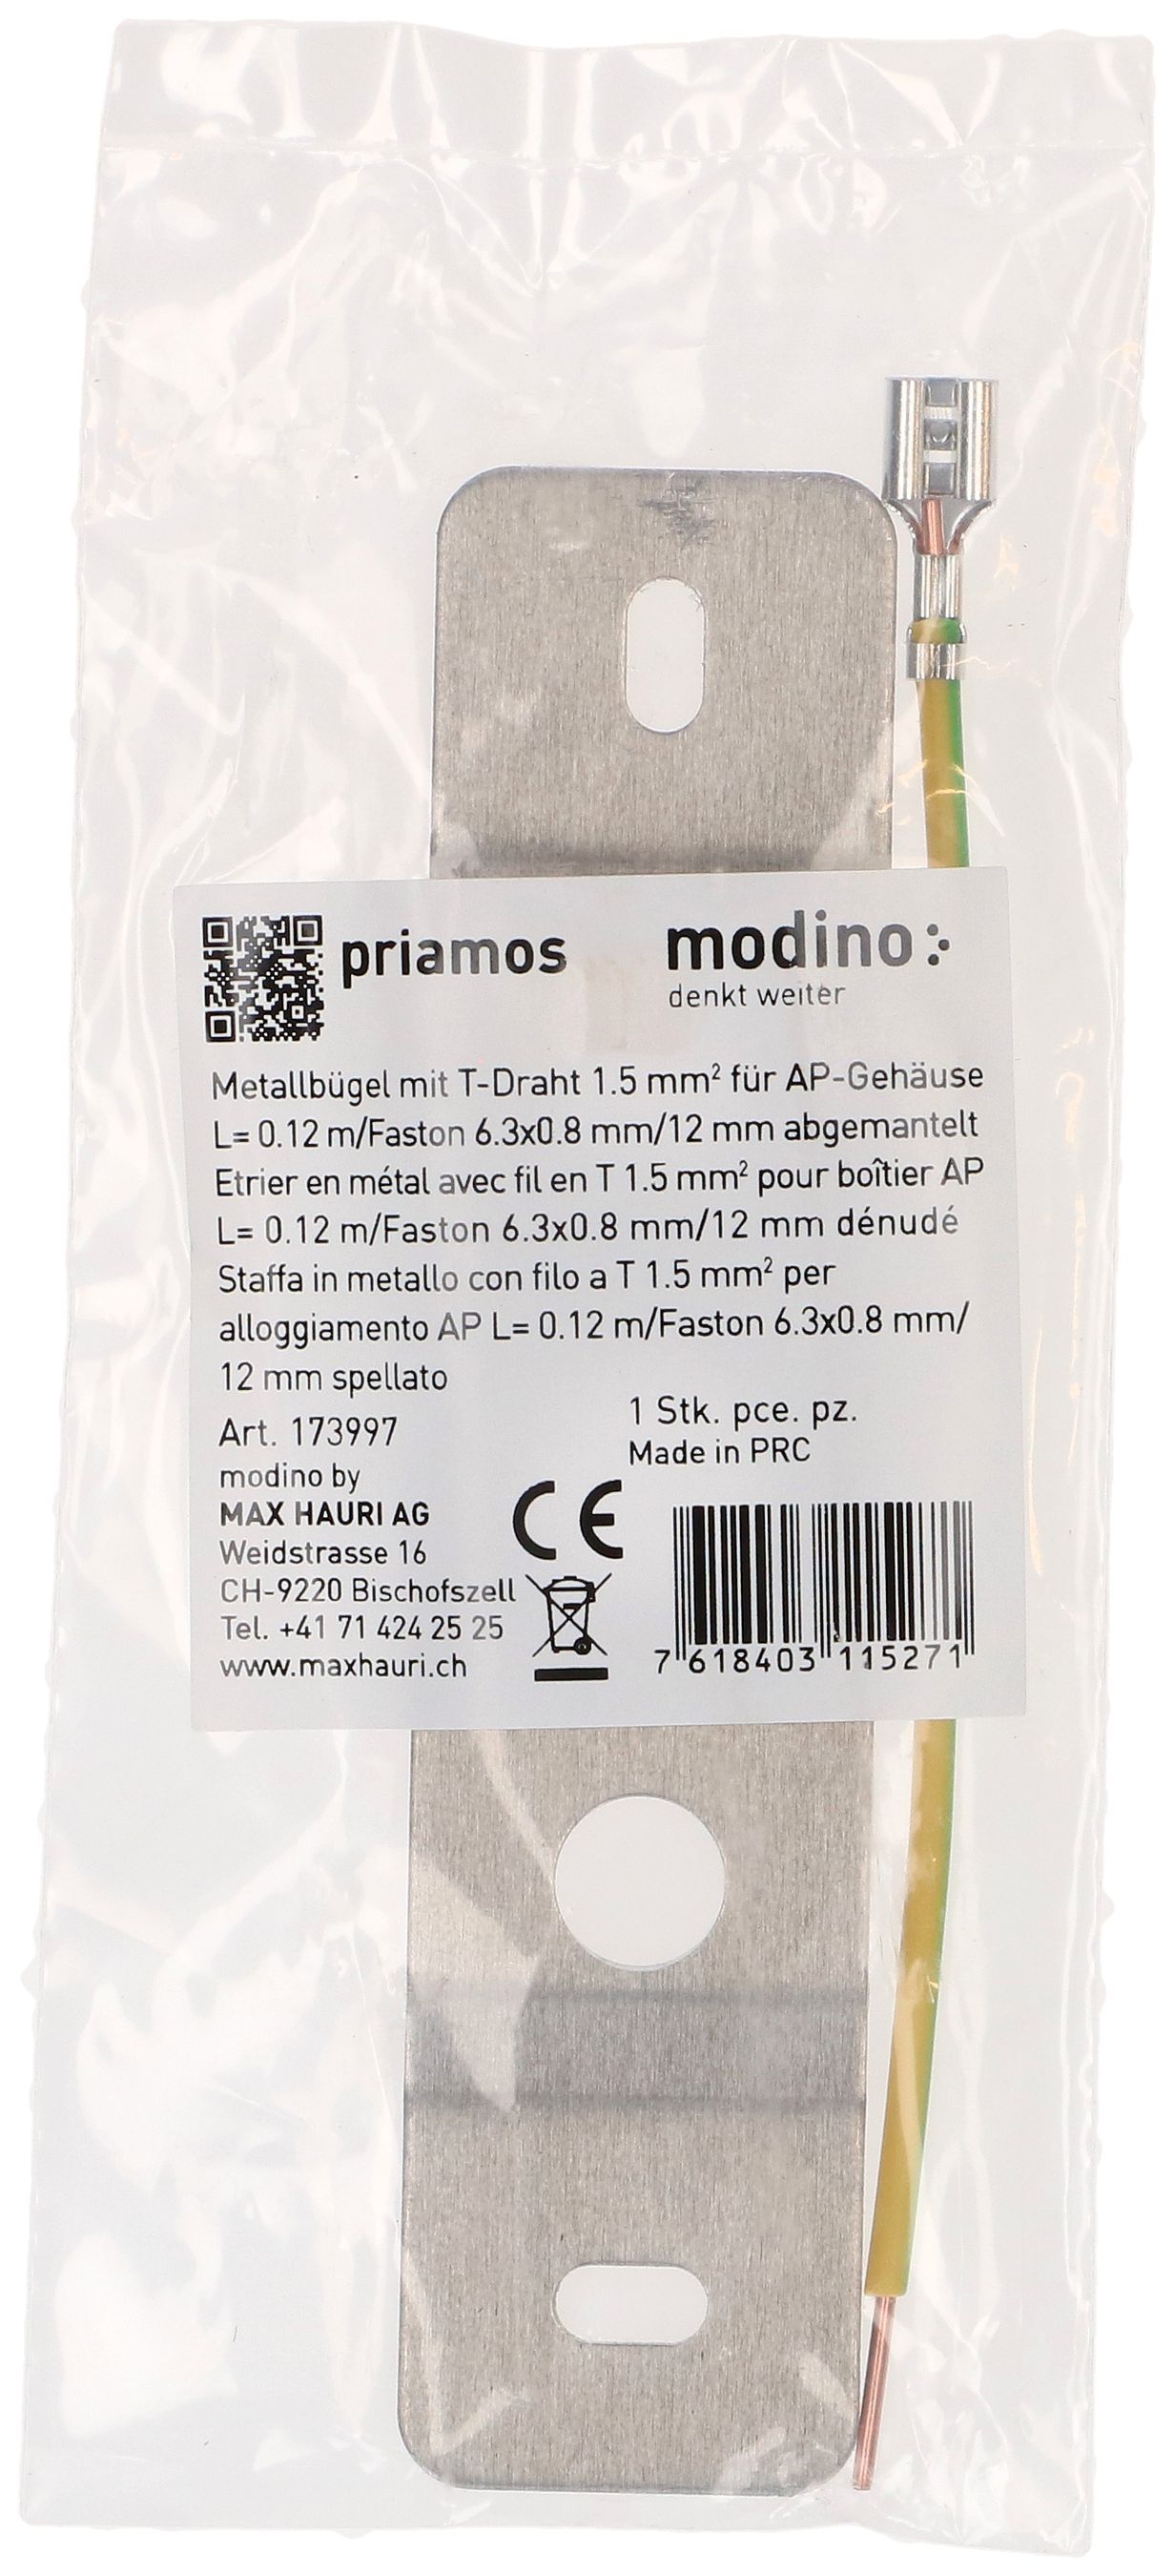 priamos
modino
denkt weiter
Metallbügel mit T-Draht 1.5 mm² für AP-Gehäuse
L= 0.12 m/Faston 6.3x0.8 mm/12 mm abgemantelt
Etrier en métal avec fil en T 1.5 mm² pour boîtier AP
L= 0.12 m/Faston 6.3x0.8 mm/12 mm dénudé
Staffa in metallo con filo a T 1.5 mm² per
alloggiamento AP L= 0.12 m/Faston 6.3x0.8 mm/
12 mm spellato
Art. 173997
1 Stk. pce. pz.
Made in PRC
modino by
MAX HAURI AG
Weidstrasse 16
CH-9220 Bischofszell
Tel. +41 71 424 25 25
www.maxhauri.ch
CE
7 618403 115271